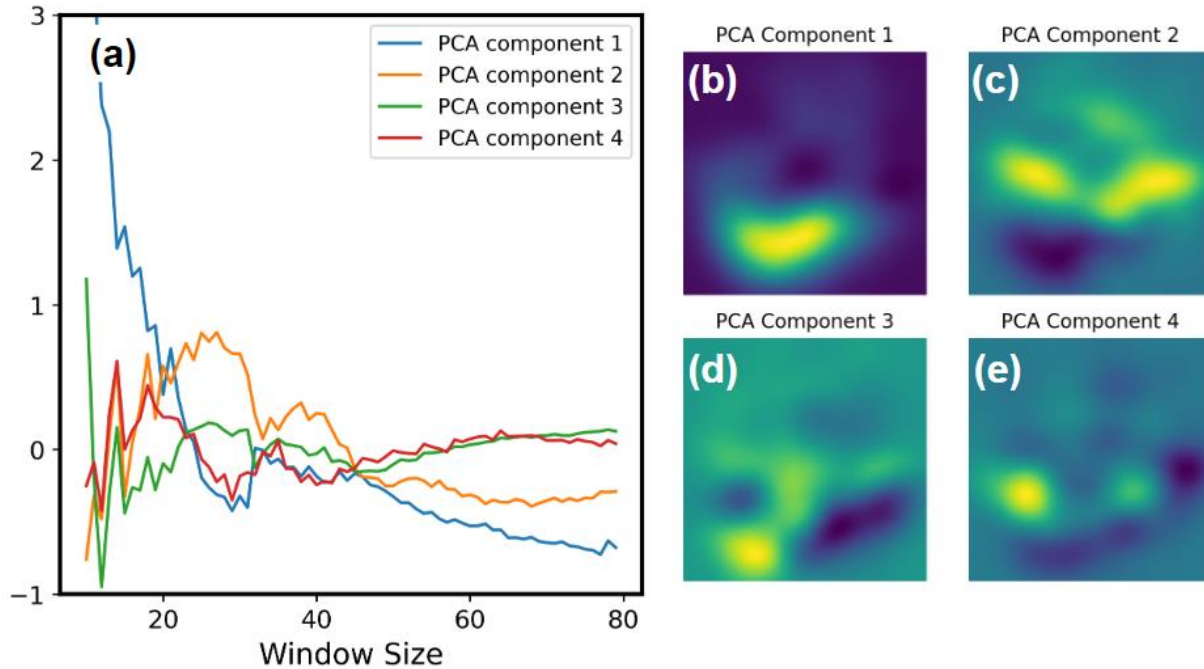 (a)
PCA component 1
PCA component 2
PCA component 3
PCA component 4
3
2
1
0
−1
20
40
60
80
Window Size
PCA Component 1
(b)
PCA Component 2
(c)
PCA Component 3
(d)
PCA Component 4
(e)